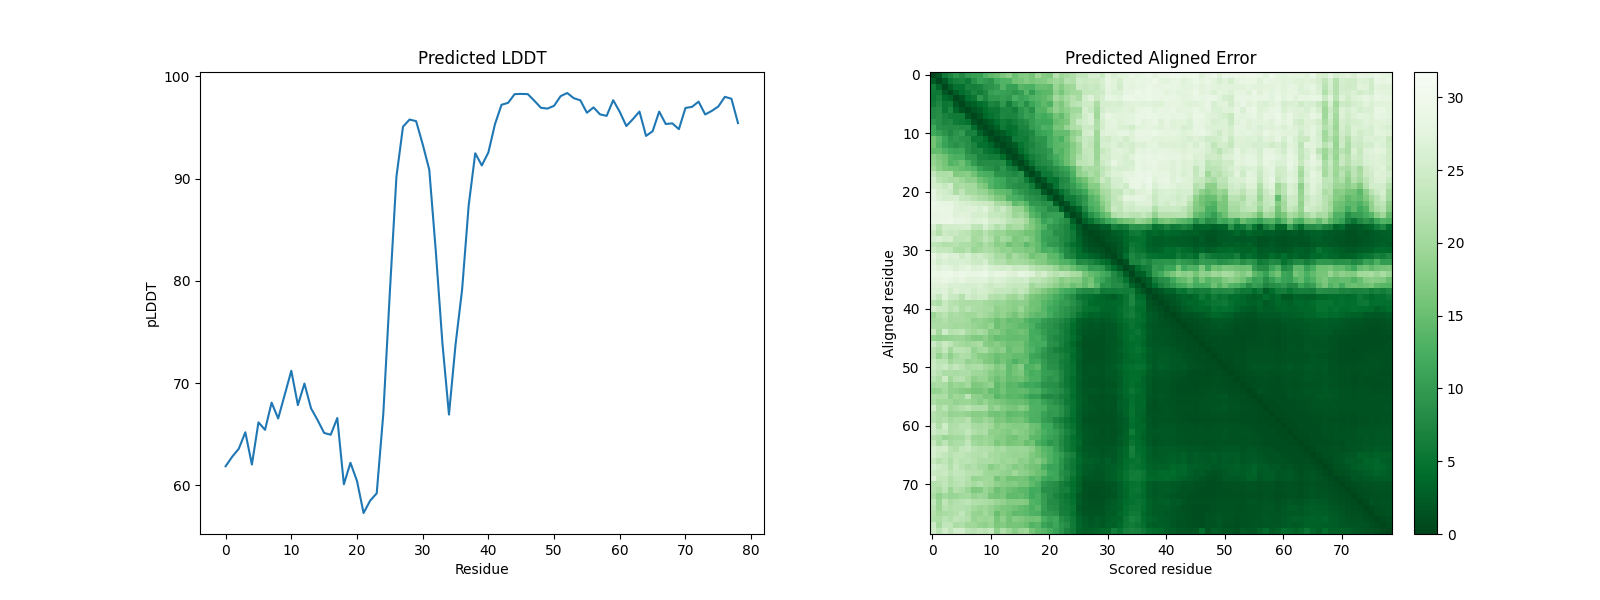 Predicted LDDT
100
90
80
70
60
pLDDT
0 10 20 30 40 50 60 70 80
Residue
Predicted Aligned Error
0
10
20
30
40
50
60
70
Aligned residue
0 10 20 30 40 50 60 70
Scored residue
30
25
20
15
10
5
0